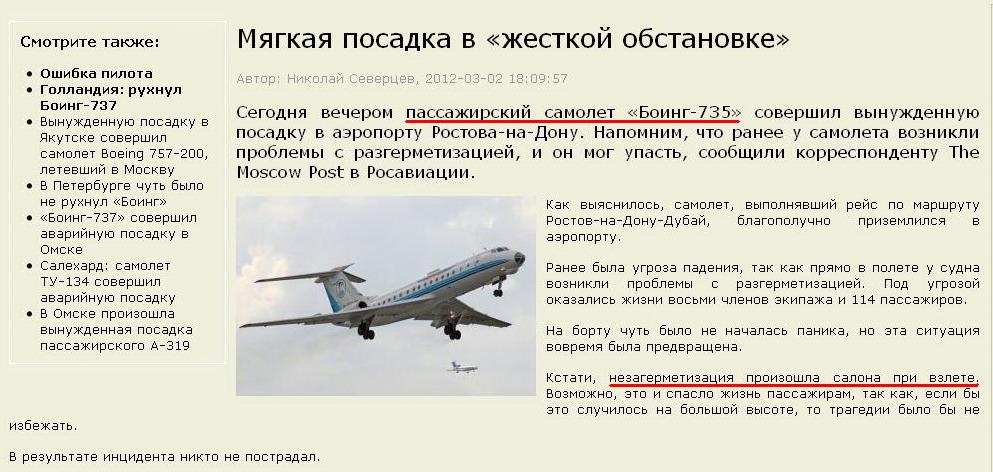 Смотрите также:
Ошибка пилота
Голландия: рухнул
Боинг-737
Вынужденную посадку в
Якутске совершил
самолет Boeing 757-200,
летевший в Москву
В Петербурге чуть было
не рухнул «Боинг»
«Боинг-737» совершил
аварийную посадку в
Омске
Салехард: самолет
ТУ-134 совершил
аварийную посадку
В Омске произошла
вынужденная посадка
пассажирского А-319
Мягкая посадка в «жесткой обстановке»
Автор: Николай Северцев, 2012-03-02 18:09:57
Сегодня вечером пассажирский самолет «Боинг-735» совершил вынужденную
посадку в аэропорту Ростова-на-Дону. Напомним, что ранее у самолета возникли
проблемы с разгерметизацией, и он мог упасть, сообщили корреспонденту The
Moscow Post в Росавиации.
Как выяснилось, самолет, выполнявший рейс по маршруту
Ростов-на-Дону-Дубай, благополучно приземлился в
аэропорту.
Ранее была угроза падения, так как прямо в полете у судна
возникли проблемы с разгерметизацией. Под угрозой
оказались жизни восьми членов экипажа и 114 пассажиров.
На борту чуть было не началась паника, но эта ситуация
вовремя была предвращена.
Кстати, незагерметизация произошла салона при взлете.
Возможно, это и спасло жизнь пассажирам, так как, если бы
это случилось на большой высоте, то трагедии было бы не
избежать.
В результате инцидента никто не пострадал.